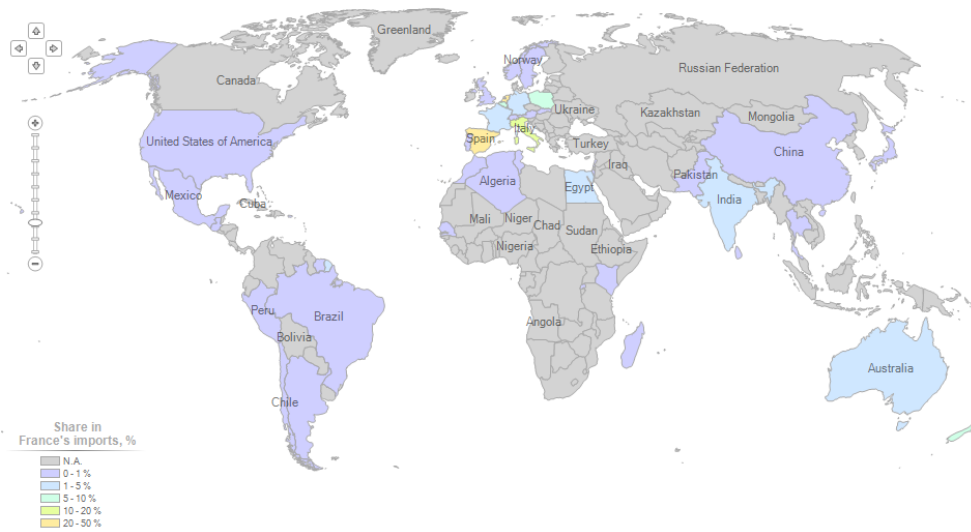 Greenland
Norway
Russian Federation
Canada
Ukraine
Kazakhstan
Mongolia
United States of America
Spain
Italy
Turkey
China
Iraq
Mexico
Algeria
Egypt
Pakistan
India
Cuba
Mali
Niger
Chad
Sudan
Nigeria
Ethiopia
Peru
Brazil
Angola
Bolivia
Australia
Chile
Share in
France's imports, %
N.A.
0 - 1 %
1 - 5 %
5 - 10 %
10 - 20 %
20 - 50 %